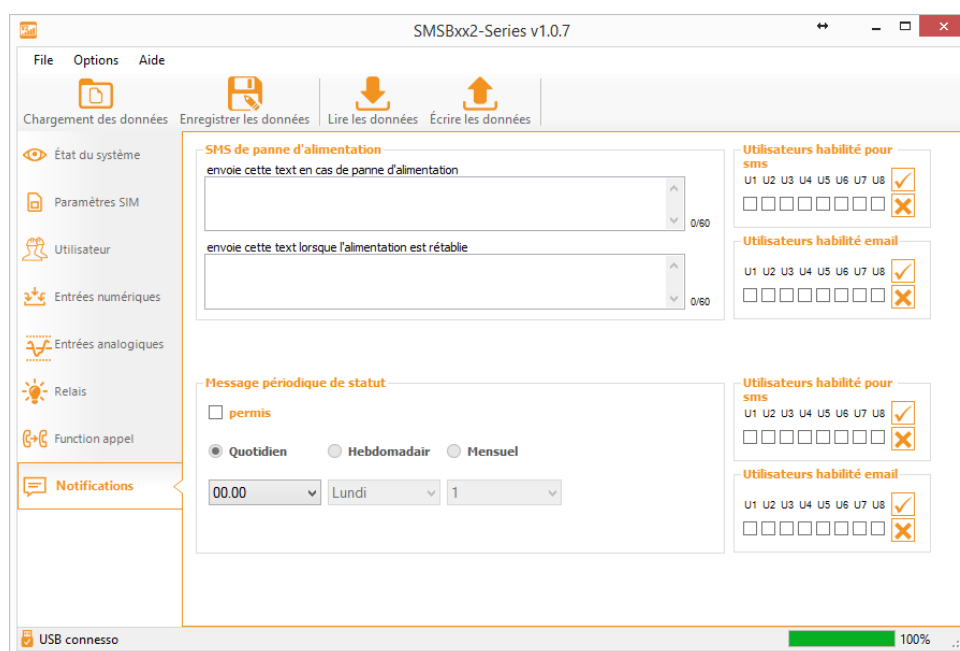 SMSBxx2-Series v1.0.7
File Options Aide
Chargement des données Enregistrer les données Lire les données Écrire les données
État du système
Paramètres SIM
Utilisateur
Entrées numériques
Entrées analogiques
Relais
Function appel
Notifications
SMS de panne d'alimentation
envoie cette text en cas de panne d'alimentation
0/60
envoie cette text lorsque l'alimentation est rétablie
0/60
Utilisateurs habilité pour
sms
U1 U2 U3 U4 U5 U6 U7 U8
Utilisateurs habilité email
U1 U2 U3 U4 U5 U6 U7 U8
Message périodique de statut
permis
Quotidien Hebdomadair Mensuel
00.00 Lundi 1
Utilisateurs habilité pour
sms
U1 U2 U3 U4 U5 U6 U7 U8
Utilisateurs habilité email
U1 U2 U3 U4 U5 U6 U7 U8
USB connesso 100%